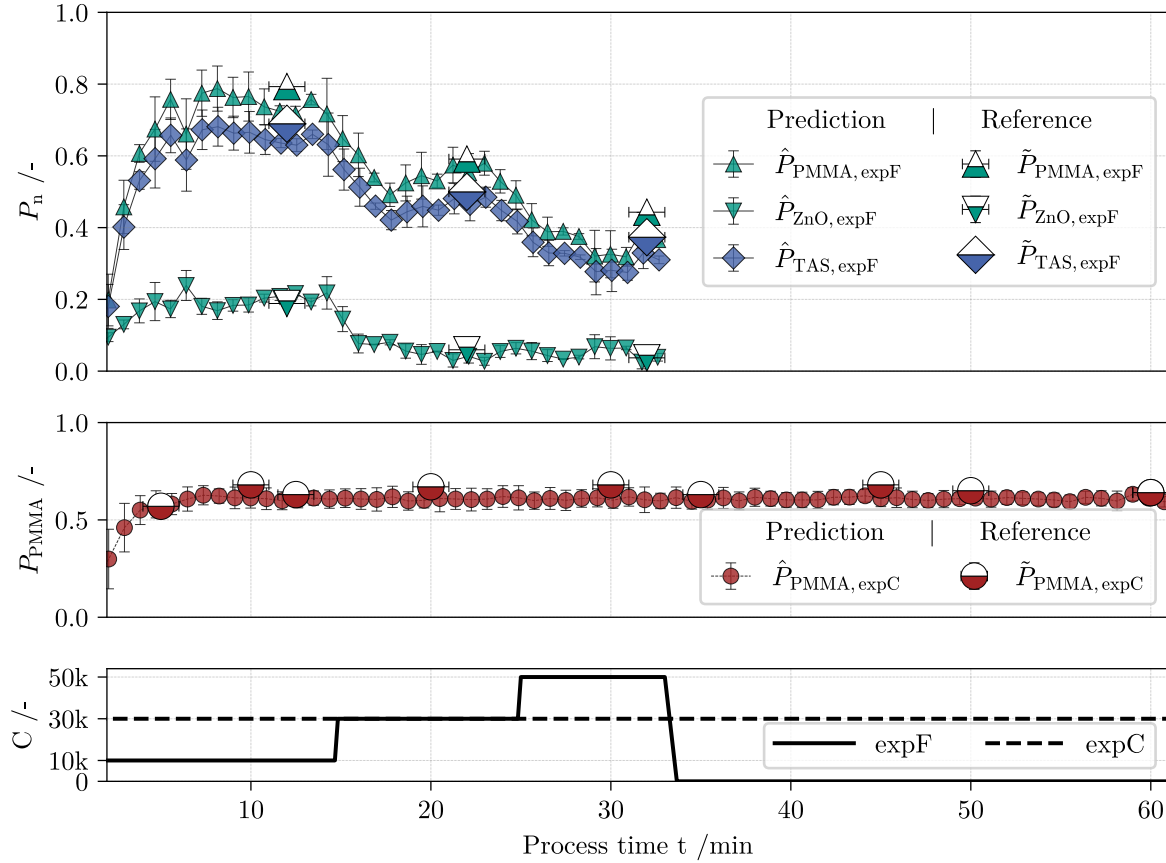 1.0
0.8
0.6
0.4
0.2
0.0
P_n /-
Prediction | Reference
P̂_PMMA, expF P̃_PMMA, expF
P̂_ZnO, expF P̃_ZnO, expF
P̂_TAS, expF P̃_TAS, expF
1.0
0.5
0.0
P_PMMA /-
Prediction | Reference
P̂_PMMA, expC P̃_PMMA, expC
50k
30k
10k
0
C /-
expF expC
10 20 30 40 50 60
Process time t /min